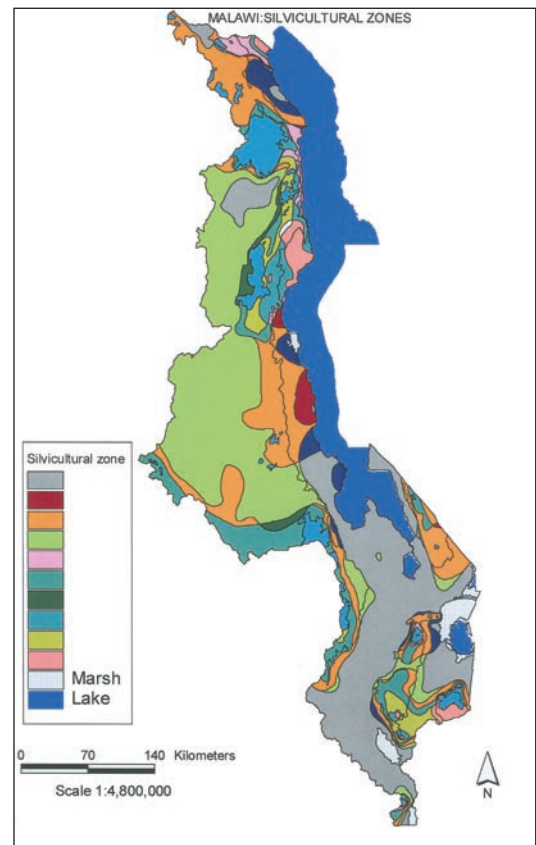 MALAWI:SILVICULTURAL ZONES
Silvicultural zone
Marsh
Lake
0 70 140 Kilometers
Scale 1:4,800,000
N